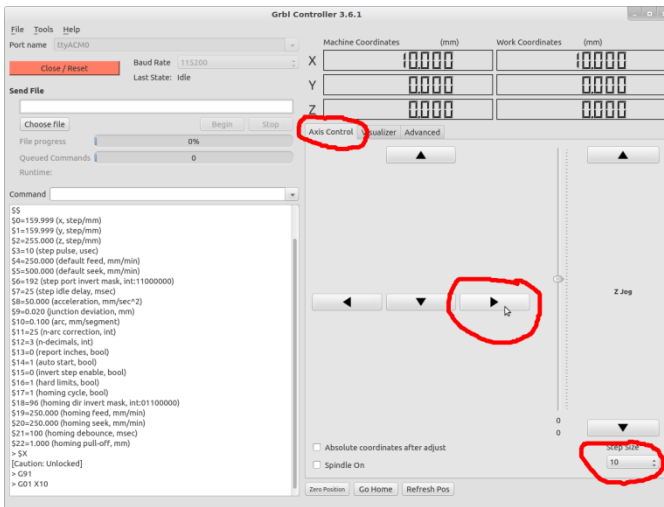 Grbl Controller 3.6.1
File Tools Help
Port name ttyACM0
Close / Reset
Baud Rate 115200
Last State: Idle
Send File
Choose file Begin Stop
File progress 0%
Queued Commands 0
Runtime:
Command
$$
$0=159.999 (x, step/mm)
$1=159.999 (y, step/mm)
$2=255.000 (z, step/mm)
$3=10 (step pulse, usec)
$4=250.000 (default feed, mm/min)
$5=500.000 (default seek, mm/min)
$6=192 (step port invert mask, int:11000000)
$7=25 (step idle delay, msec)
$8=50.000 (acceleration, mm/sec^2)
$9=0.020 (junction deviation, mm)
$10=0.100 (arc, mm/segment)
$11=25 (n-arc correction, int)
$12=3 (n-decimals, int)
$13=0 (report inches, bool)
$14=1 (auto start, bool)
$15=0 (invert step enable, bool)
$16=1 (hard limits, bool)
$17=1 (homing cycle, bool)
$18=96 (homing dir invert mask, int:01100000)
$19=250.000 (homing feed, mm/min)
$20=250.000 (homing seek, mm/min)
$21=100 (homing debounce, msec)
$22=1.000 (homing pull-off, mm)
> $X
[Caution: Unlocked]
> G91
> G01 X10
Machine Coordinates (mm) Work Coordinates (mm)
X 10.000 10.000
Y 0.000 0.000
Z 0.000 0.000
Axis Control Visualizer Advanced
Z Jog
0
0
Absolute coordinates after adjust
Spindle On
Step Size
10
Zero Position Go Home Refresh Pos